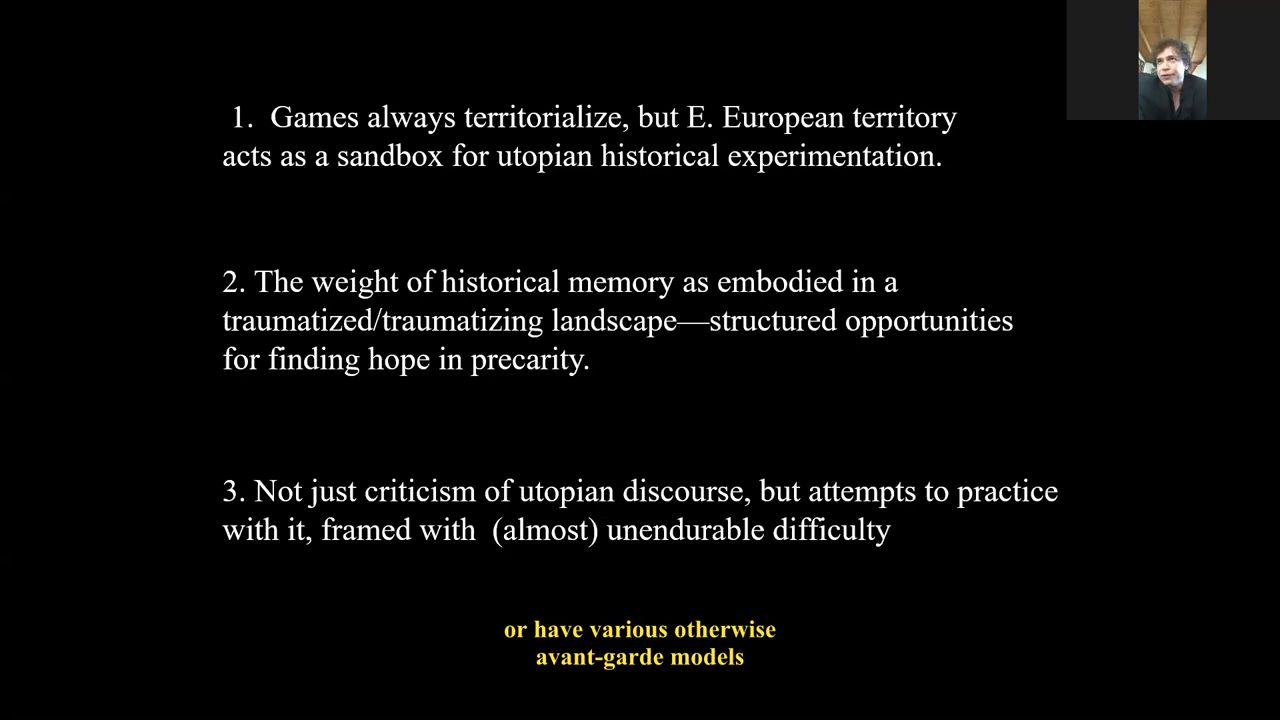 1. Games always territorialize, but E. European territory
acts as a sandbox for utopian historical experimentation.
2. The weight of historical memory as embodied in a
traumatized/traumatizing landscape—structured opportunities
for finding hope in precarity.
3. Not just criticism of utopian discourse, but attempts to practice
with it, framed with (almost) unendurable difficulty
or have various otherwise
avant-garde models